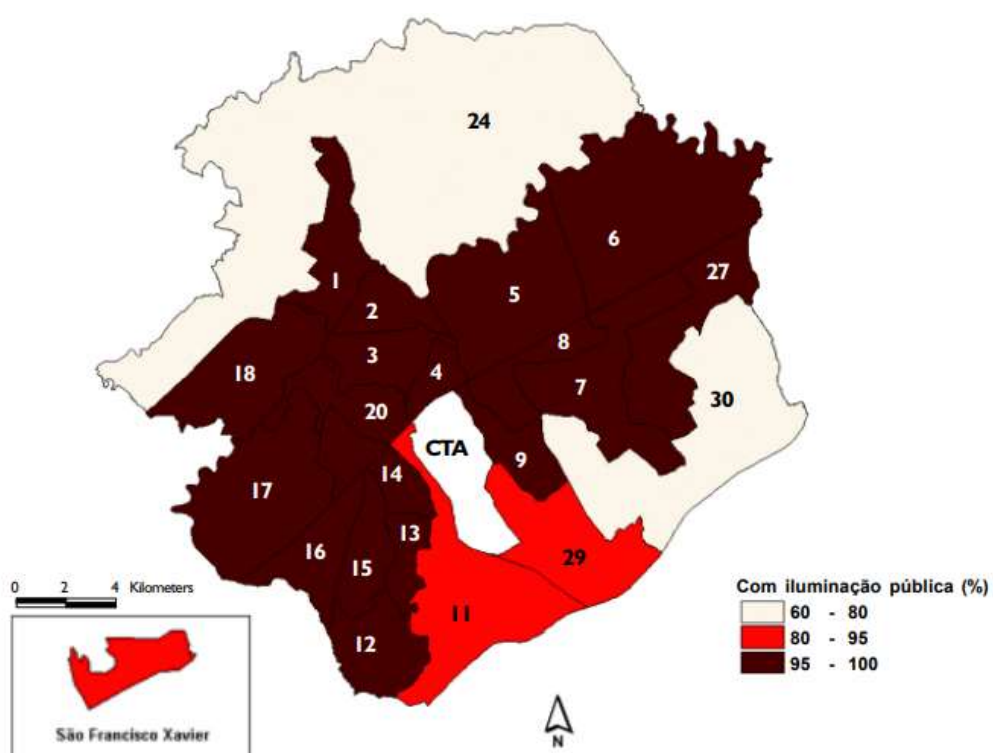 24
6
27
1
5
2
8
3
4
7
18
30
20
CTA
9
14
17
13
16
29
15
0 2 4 Kilometers
11
12
Com iluminação pública (%)
60 - 80
80 - 95
95 - 100
São Francisco Xavier
N